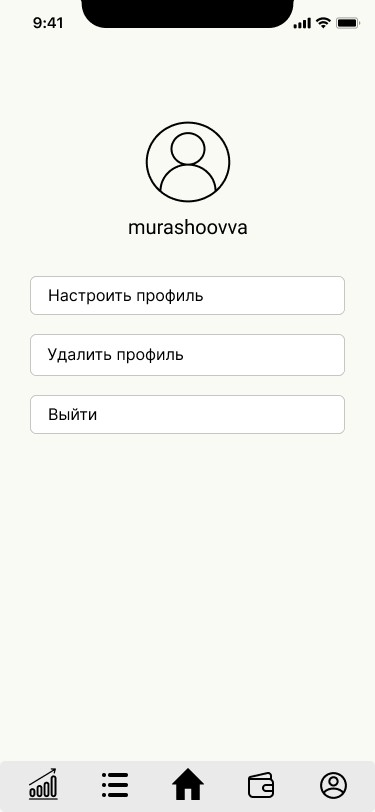 9:41
murashoovva
Настроить профиль
Удалить профиль
Выйти